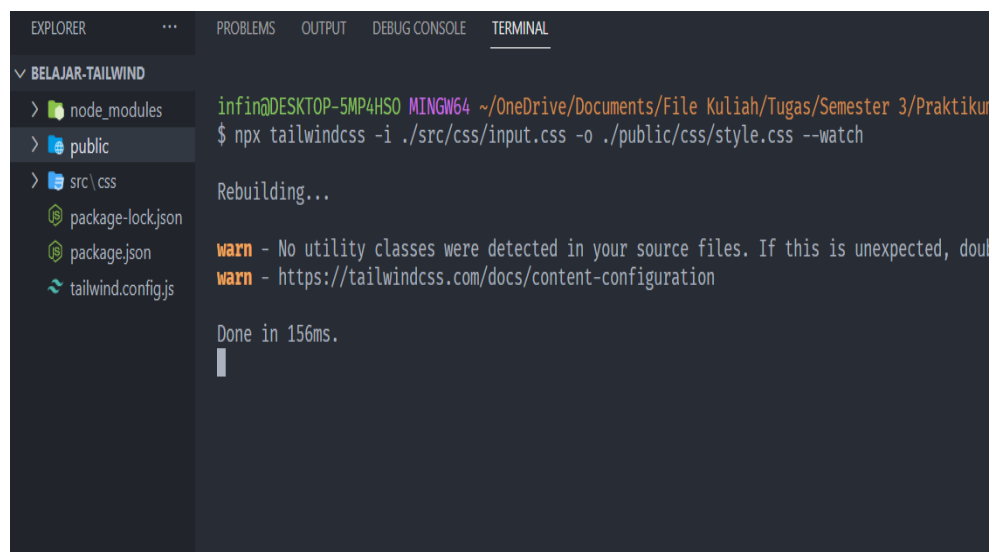 EXPLORER ··· PROBLEMS OUTPUT DEBUG CONSOLE TERMINAL
BELAJAR-TAILWIND
node_modules
public
src\css
package-lock.json
package.json
tailwind.config.js
infin@DESKTOP-5MP4HSO MINGW64 ~/OneDrive/Documents/File Kuliah/Tugas/Semester 3/
$ npx tailwindcss -i ./src/css/input.css -o ./public/css/style.css --watch
Rebuilding...
warn - No utility classes were detected in your source files. If this is unexpected,
warn - https://tailwindcss.com/docs/content-configuration
Done in 156ms.